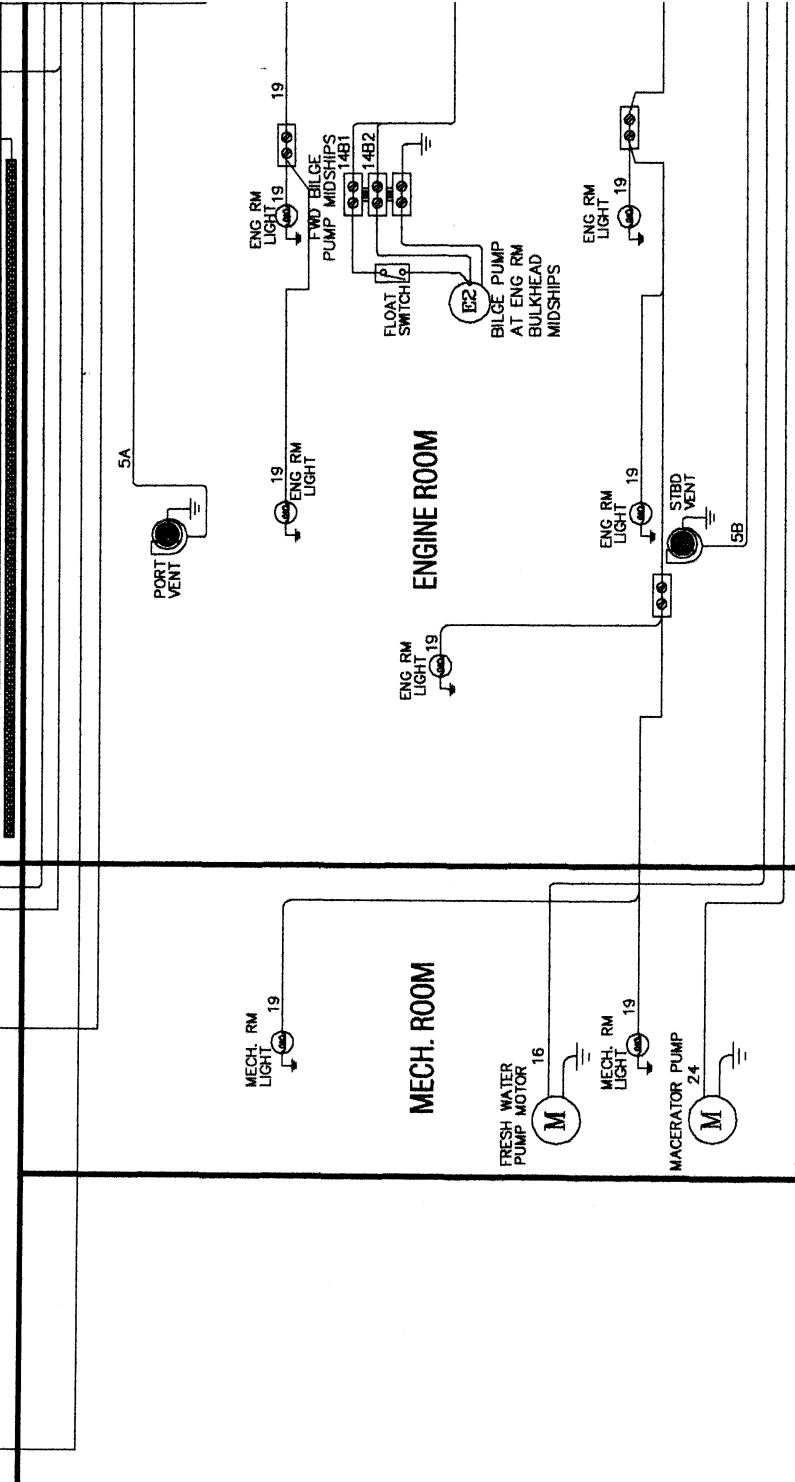 19
ENG RM
LIGHT
19
FWD BILGE
PUMP MIDSHIPS
14B1
14B2
FLOAT
SWITCH
E2
BILGE PUMP
AT ENG RM
BULKHEAD
MIDSHIPS
ENG RM
LIGHT
19
5A
PORT
VENT
19
ENG RM
LIGHT
ENGINE ROOM
ENG RM
LIGHT
19
STBD
VENT
5B
ENG RM
LIGHT
19
MECH. RM
LIGHT
19
MECH. ROOM
FRESH WATER
PUMP MOTOR
16
M
MECH. RM
LIGHT
19
MACERATOR PUMP
24
M